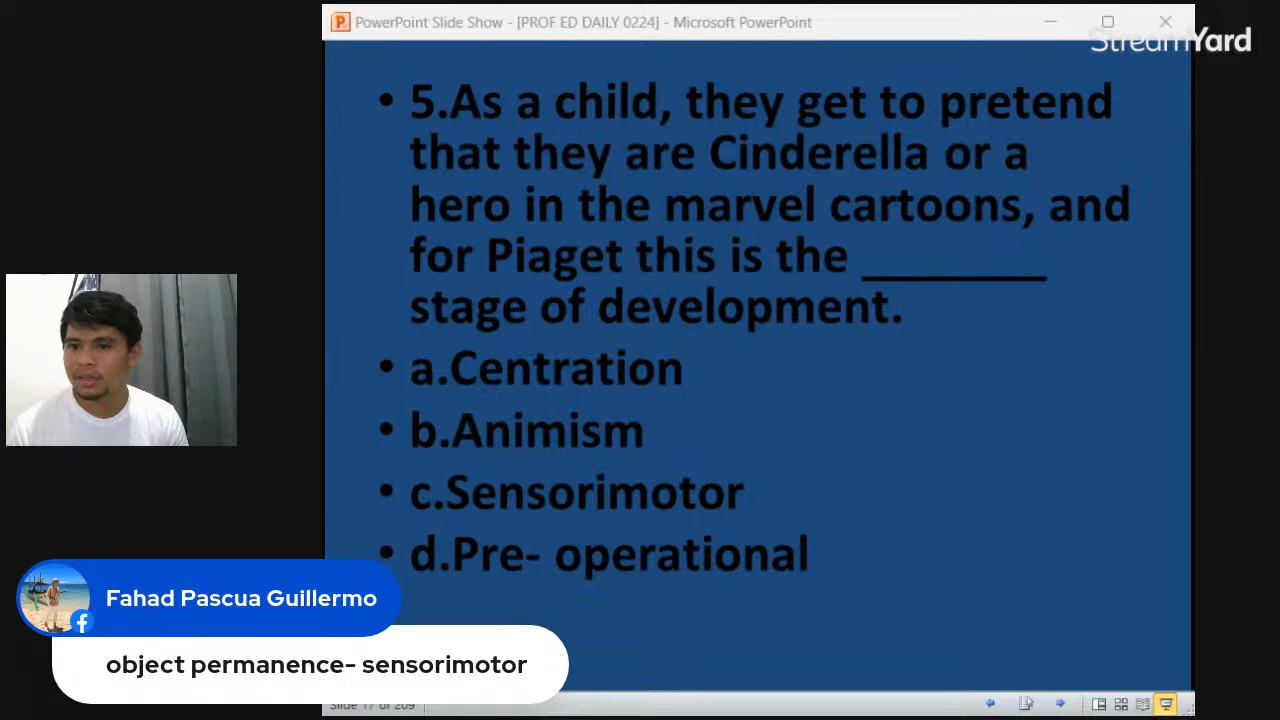 PowerPoint Slide Show - [PROF ED DAILY 0224] - Microsoft PowerPoint
StreamYard
• 5.As a child, they get to pretend
that they are Cinderella or a
hero in the marvel cartoons, and
for Piaget this is the ________
stage of development.
• a.Centration
• b.Animism
• c.Sensorimotor
• d.Pre- operational
Fahad Pascua Guillermo
object permanence- sensorimotor
Slide 17 of 209